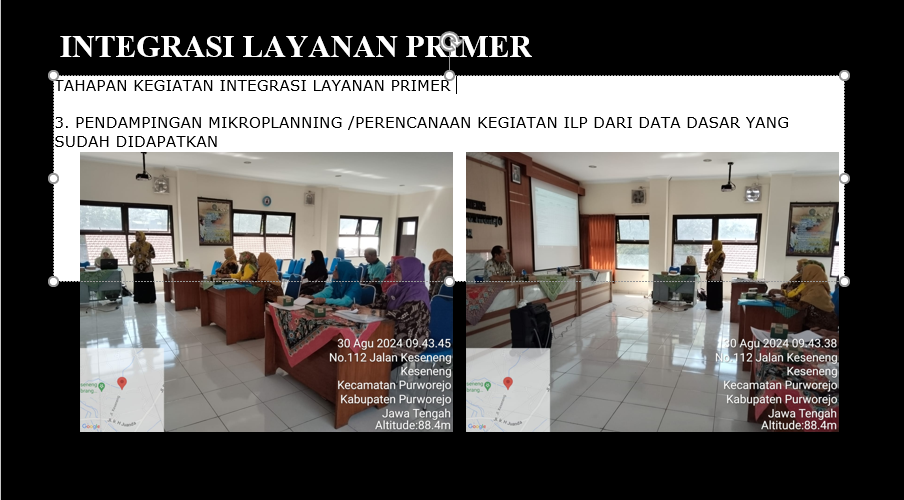 INTEGRASI LAYANAN PRIMER
TAHAPAN KEGIATAN INTEGRASI LAYANAN PRIMER
3. PENDAMPINGAN MIKROPLANNING /PERENCANAAN KEGIATAN ILP DARI DATA DASAR YANG
SUDAH DIDAPATKAN
30 Agu 2024 09.43.45
No.112 Jalan Keseneng
Keseneng
Kecamatan Purworejo
Kabupaten Purworejo
Jawa Tengah
Altitude:88.4m
Google
30 Agu 2024 09.43.38
No.112 Jalan Keseneng
Keseneng
Kecamatan Purworejo
Kabupaten Purworejo
Jawa Tengah
Altitude:88.4m
Google